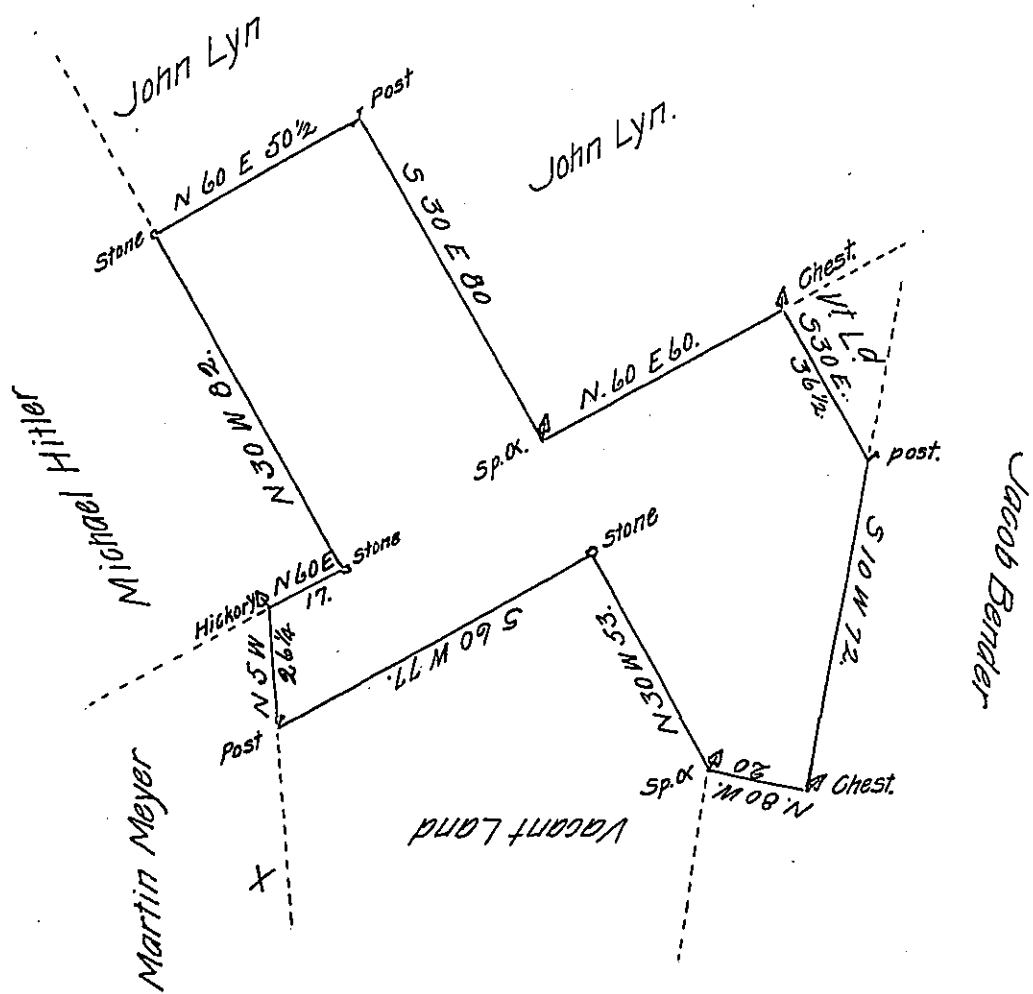 John Lyn
Post
John Lyn.
N 60 E 50½
Stone
S 30 E 80
Chest.
Vt. L.d
S 30 E.
36½.
N. 60 E 60.
Sp. α.
post.
N 30 W 82.
Michael Hitler
Stone
stone
N 60 E
17.
Hickory
N 5 W
26¼
S 60 W 77.
N 30 W 53.
S 10 W 72.
Jacob Bender
Post
Sp. α
20
N. 80 W.
Chest.
Vacant Land
Martin Meyer
X